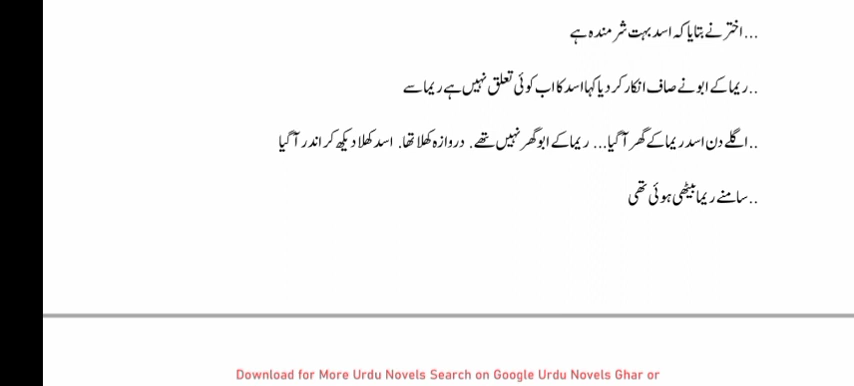 ...اختر نے بتایا کہ اسد بہت شرمندہ ہے
..ریما کے ابو نے صاف انکار کر دیا کہا اسد کا اب کوئی تعلق نہیں ہے ریما سے
..اگلے دن اسد ریما کے گھر آگیا... ریما کے ابو گھر نہیں تھے. دروازہ کھلا تھا. اسد کھلا دیکھ کر اندر آگیا
..سامنے ریما بیٹھی ہوئی تھی
Download for More Urdu Novels Search on Google Urdu Novels Ghar or